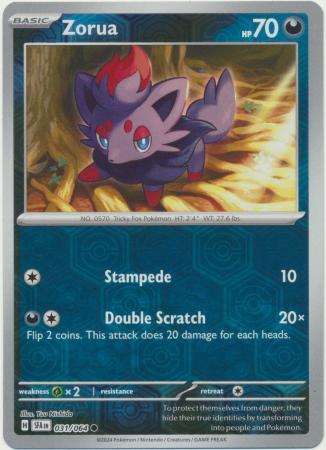 BASIC
Zorua
HP 70
NO. 0570 Tricky Fox Pokémon HT: 2'4" WT: 27.6 lbs
Stampede 10
Double Scratch 20×
Flip 2 coins. This attack does 20 damage for each heads.
weakness × 2 resistance retreat
Illus. Tsu Nishido
H SFA EN 031/064
To protect themselves from danger, they
hide their true identities by transforming
into people and Pokémon.
©2024 Pokémon / Nintendo / Creatures / GAME FREAK